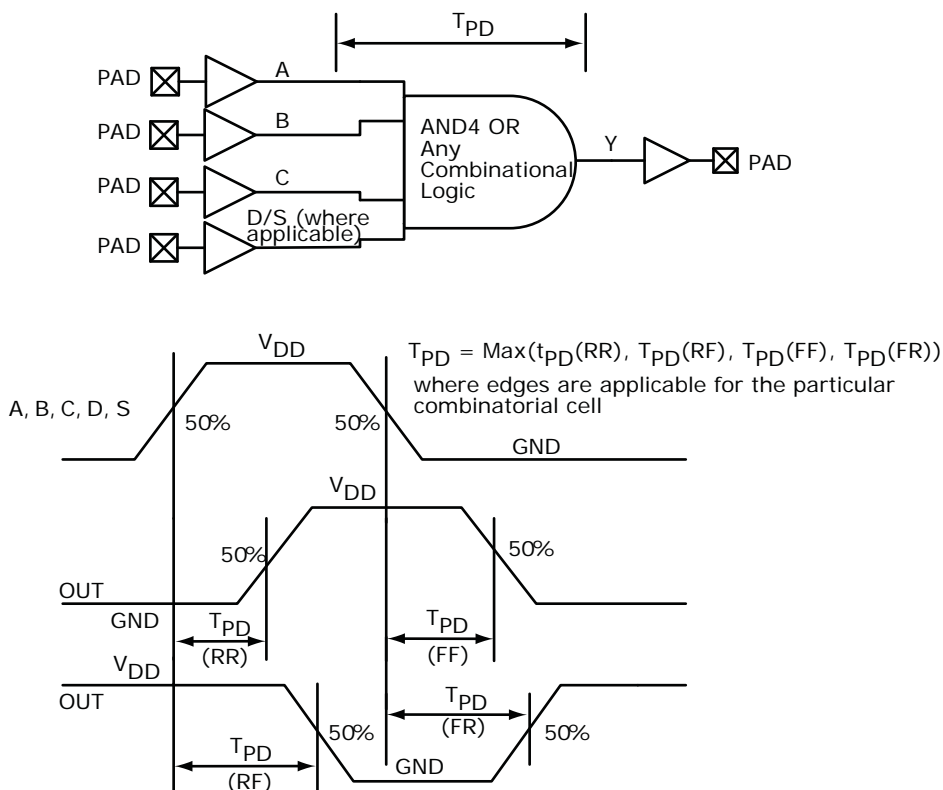 TPD
PAD
A
PAD
B
PAD
C
PAD
D/S (where
applicable)
AND4 OR
Any
Combinational
Logic
Y
PAD
VDD
TPD = Max(tPD(RR), TPD(RF), TPD(FF), TPD(FR))
where edges are applicable for the particular
combinatorial cell
A, B, C, D, S
50%
50%
GND
VDD
50%
50%
OUT
GND
TPD
(RR)
TPD
(FF)
VDD
OUT
TPD
(FR)
50%
50%
TPD
(RF)
GND